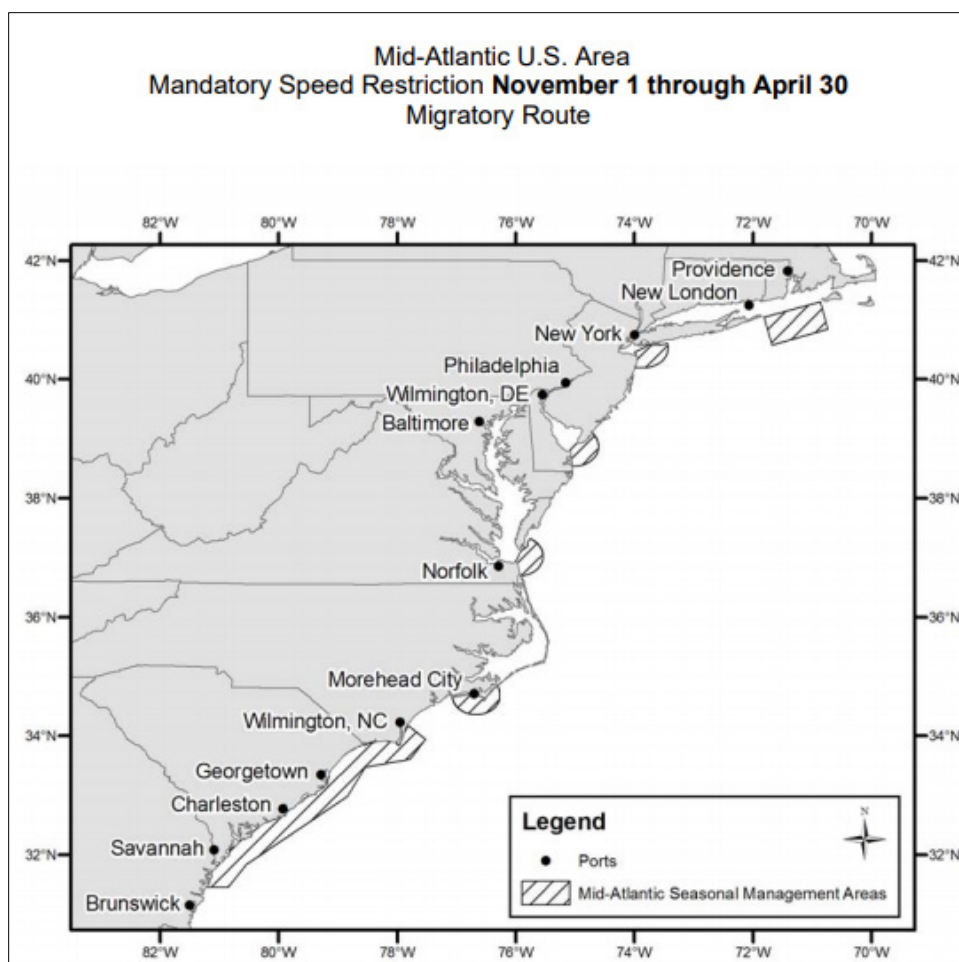 Mid-Atlantic U.S. Area
Mandatory Speed Restriction November 1 through April 30
Migratory Route
82°W 80°W 78°W 76°W 74°W 72°W 70°W
42°N 42°N
Providence
New London
New York
40°N 40°N
Philadelphia
Wilmington, DE
Baltimore
38°N 38°N
Norfolk
36°N 36°N
Morehead City
Wilmington, NC
34°N 34°N
Georgetown
Charleston
Savannah
32°N 32°N
Brunswick
Legend
N
Ports
Mid-Atlantic Seasonal Management Areas
82°W 80°W 78°W 76°W 74°W 72°W 70°W